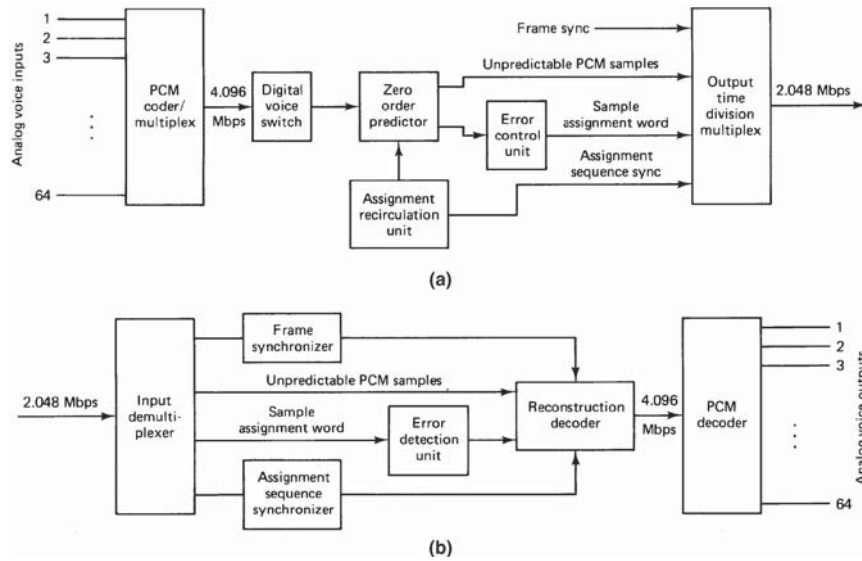 Analog voice inputs
1
2
3
64
PCM
coder/
multiplex
4.096
Mbps
Digital
voice
switch
Zero
order
predictor
Assignment
recirculation
unit
Error
control
unit
Frame sync
Unpredictable PCM samples
Sample
assignment word
Assignment
sequence sync
Output
time
division
multiplex
2.048 Mbps
(a)
2.048 Mbps
Input
demulti-
plexer
Frame
synchronizer
Unpredictable PCM samples
Sample
assignment word
Error
detection
unit
Assignment
sequence
synchronizer
Reconstruction
decoder
4.096
Mbps
PCM
decoder
1
2
3
64
Analog voice outputs
(b)